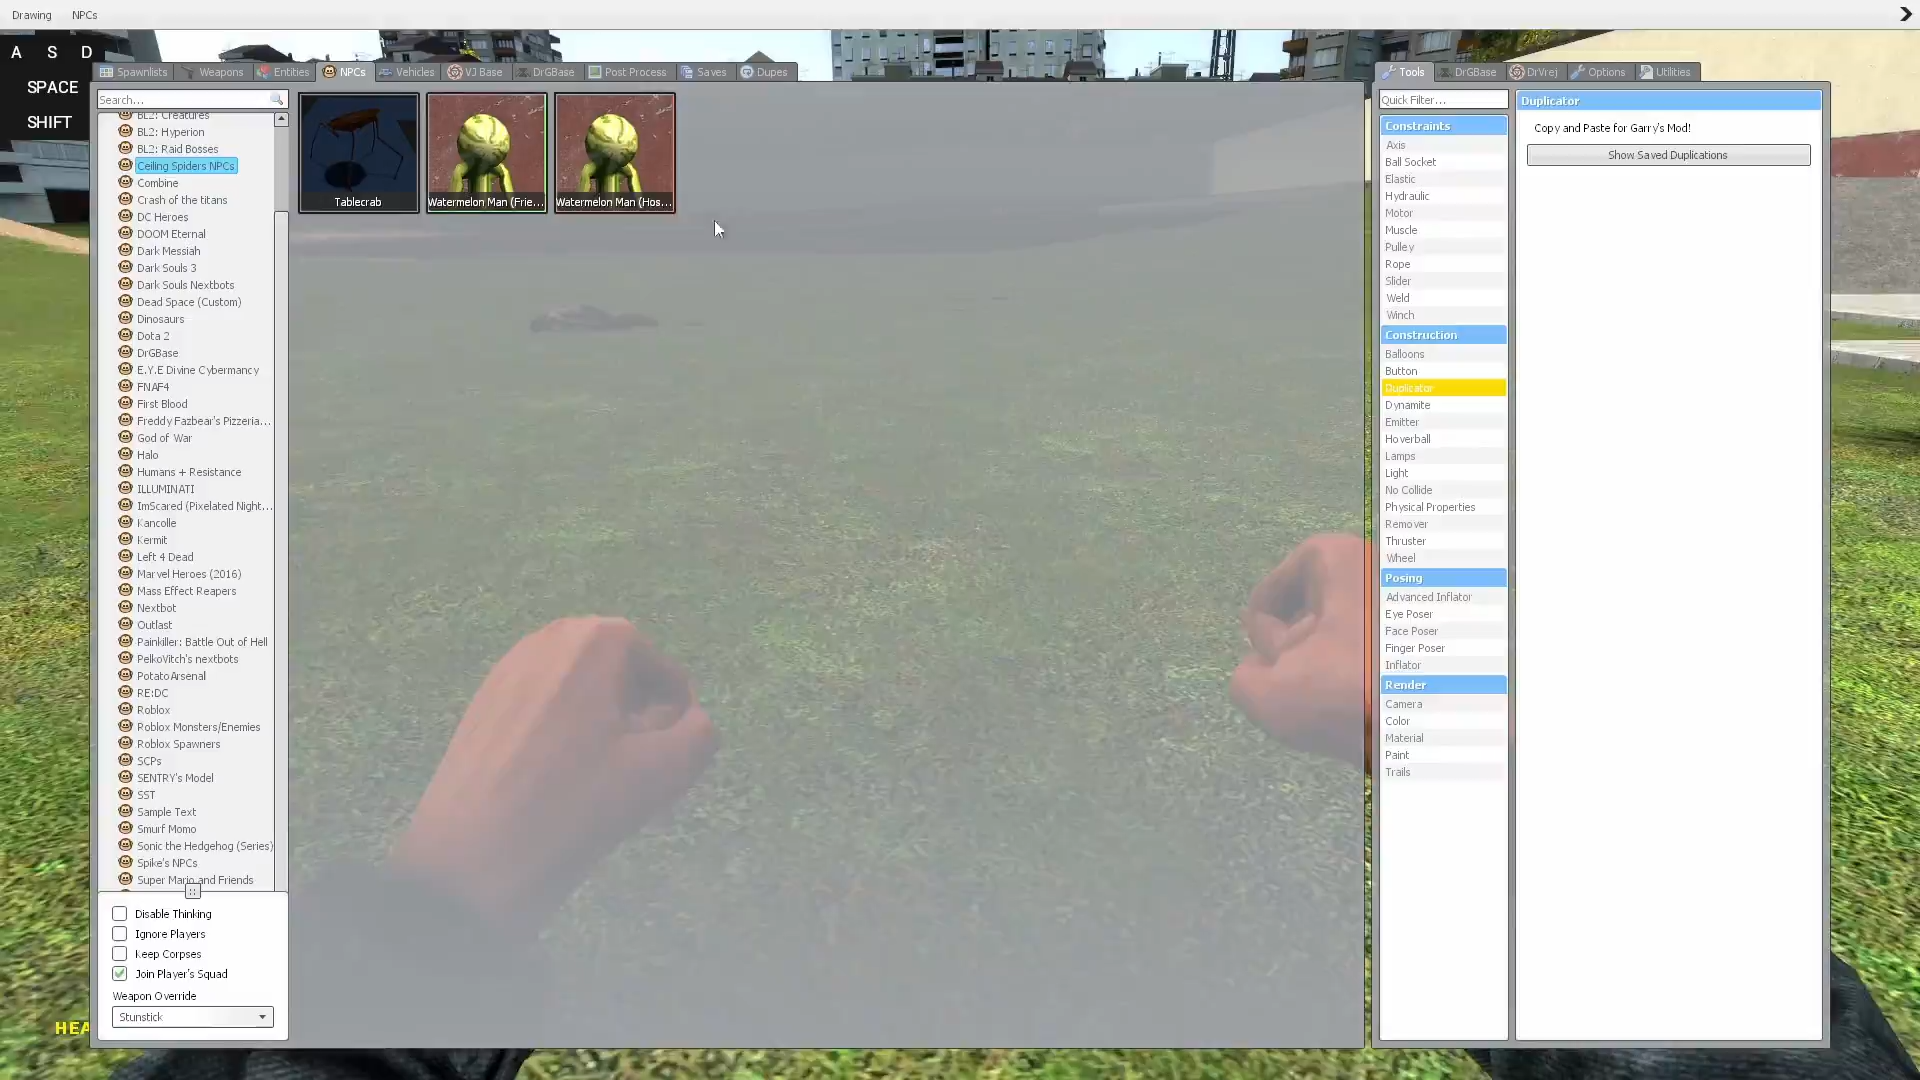 Drawing NPCs
A S D
SPACE
SHIFT
Spawnlists Weapons Entities NPCs Vehicles VJ Base DrGBase Post Process Saves Dupes
Search...
BL2: Creatures
BL2: Hyperion
BL2: Raid Bosses
Ceiling Spiders NPCs
Combine
Crash of the titans
DC Heroes
DOOM Eternal
Dark Messiah
Dark Souls 3
Dark Souls Nextbots
Dead Space (Custom)
Dinosaurs
Dota 2
DrGBase
E.Y.E Divine Cybermancy
FNAF4
First Blood
Freddy Fazbear's Pizzeria...
God of War
Halo
Humans + Resistance
ILLUMINATI
ImScared (Pixelated Night...
Kancolle
Kermit
Left 4 Dead
Marvel Heroes (2016)
Mass Effect Reapers
Nextbot
Outlast
Painkiller: Battle Out of Hell
PelkoVitch's nextbots
PotatoArsenal
RE:DC
Roblox
Roblox Monsters/Enemies
Roblox Spawners
SCPs
SENTRY's Model
SST
Sample Text
Smurf Momo
Sonic the Hedgehog (Series)
Spike's NPCs
Super Mario and Friends
Disable Thinking
Ignore Players
Keep Corpses
Join Player's Squad
Weapon Override
Stunstick
HEA
Tablecrab
Watermelon Man (Frie...
Watermelon Man (Hos...
Tools DrGBase DrVrej Options Utilities
Quick Filter...
Constraints
Axis
Ball Socket
Elastic
Hydraulic
Motor
Muscle
Pulley
Rope
Slider
Weld
Winch
Construction
Balloons
Button
Duplicator
Dynamite
Emitter
Hoverball
Lamps
Light
No Collide
Physical Properties
Remover
Thruster
Wheel
Posing
Advanced Inflator
Eye Poser
Face Poser
Finger Poser
Inflator
Render
Camera
Color
Material
Paint
Trails
Duplicator
Copy and Paste for Garry's Mod!
Show Saved Duplications